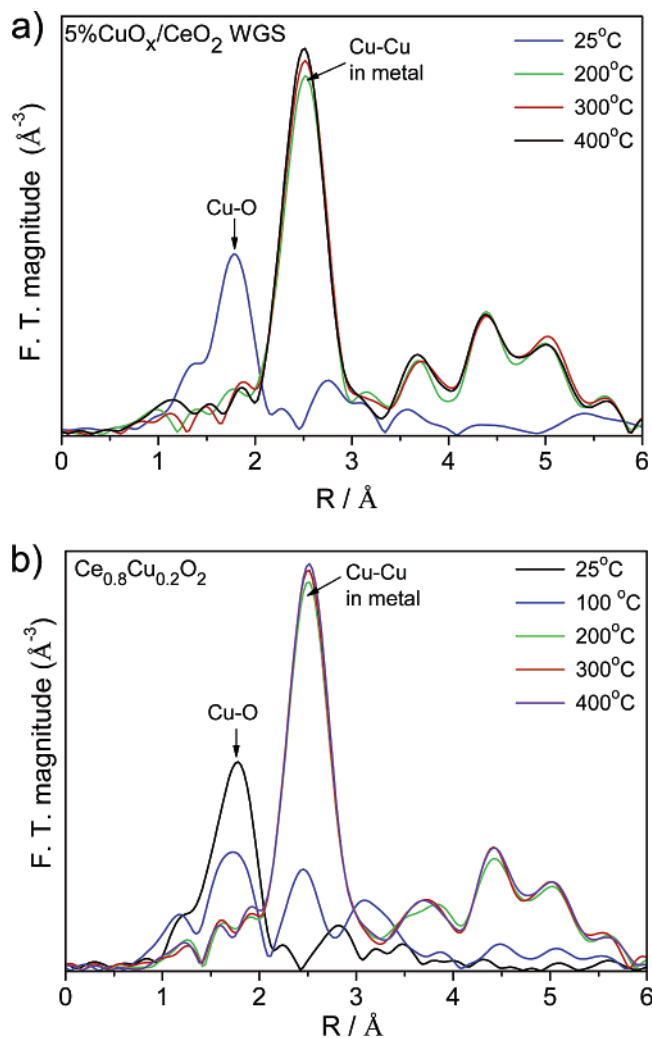 a)
5%CuOₓ/CeO₂ WGS
Cu-Cu
in metal
25°C
200°C
300°C
400°C
Cu-O
F. T. magnitude (Å⁻³)
0 1 2 3 4 5 6
R / Å
b)
Ce₀.₈Cu₀.₂O₂
Cu-Cu
in metal
25°C
100 °C
200°C
300°C
400°C
Cu-O
F. T. magnitude (Å⁻³)
0 1 2 3 4 5 6
R / Å